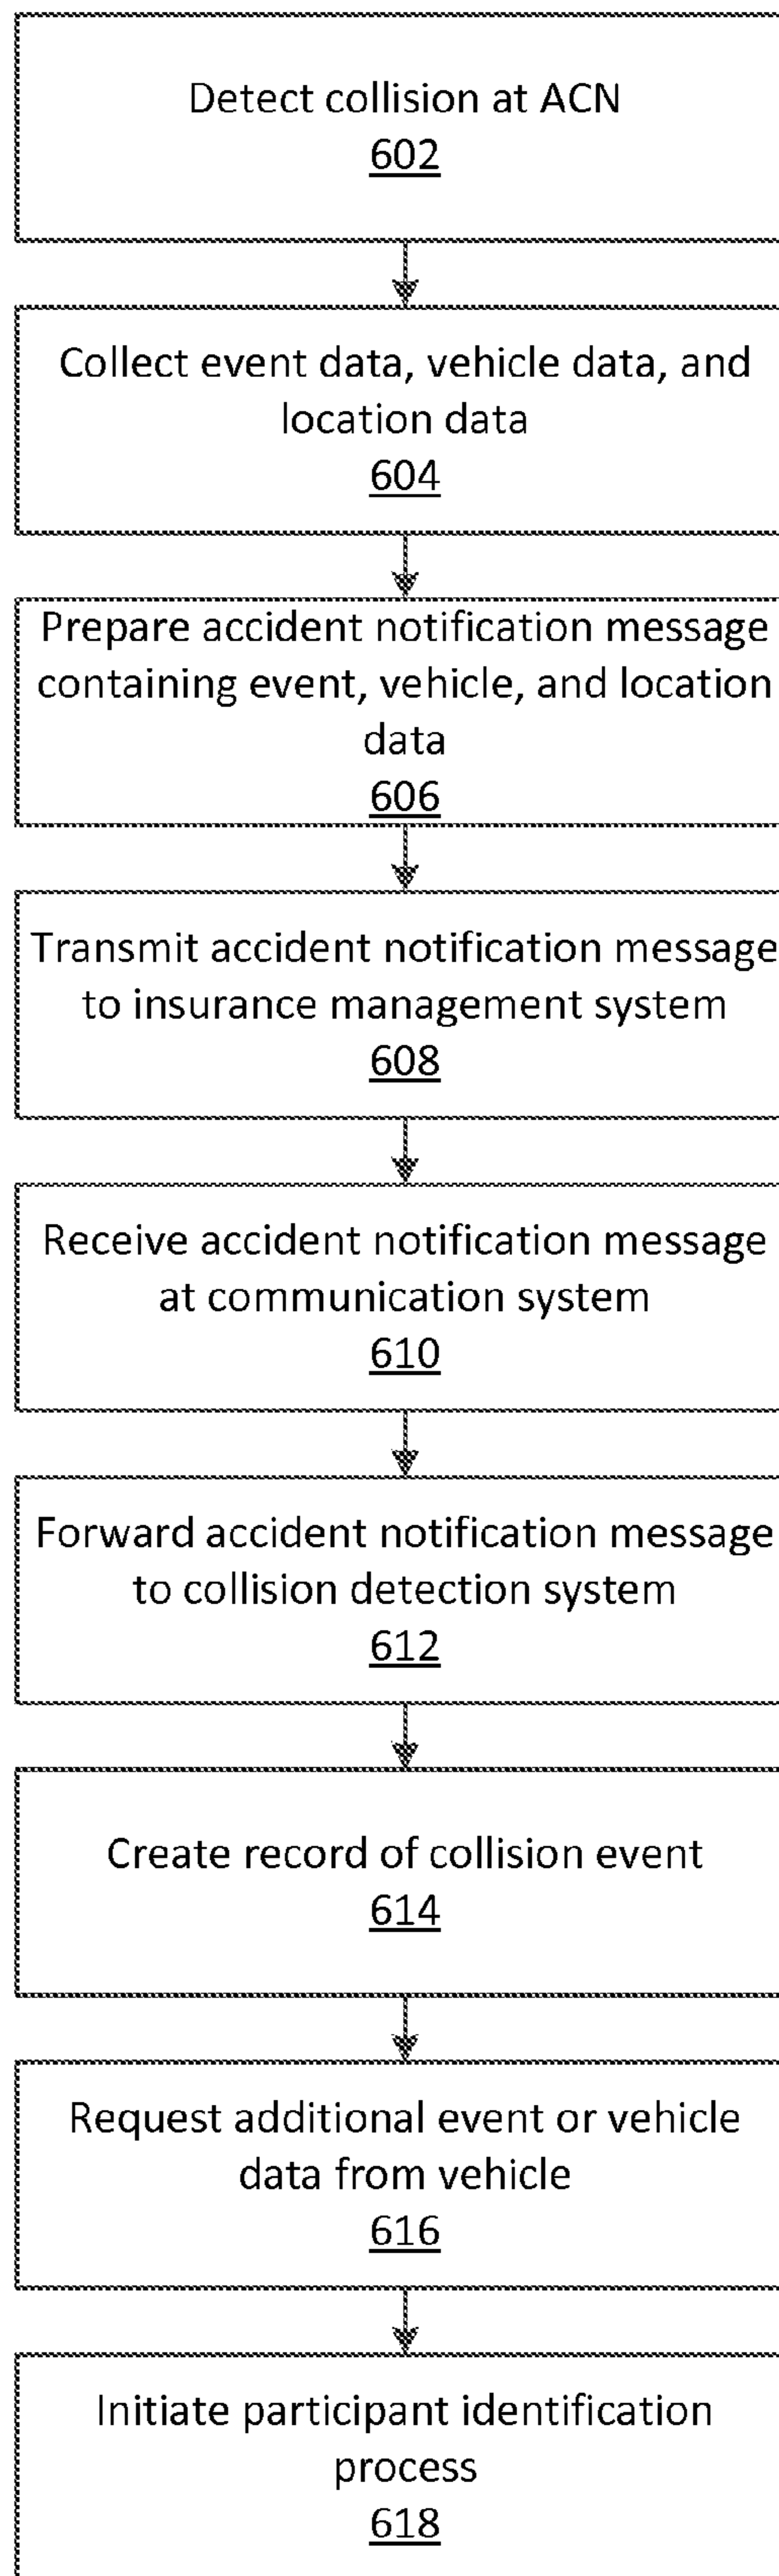 Detect collision at ACN
602
Collect event data, vehicle data, and
location data
604
Prepare accident notification message
containing event, vehicle, and location
data
606
Transmit accident notification message
to insurance management system
608
Receive accident notification message
at communication system
610
Forward accident notification message
to collision detection system
612
Create record of collision event
614
Request additional event or vehicle
data from vehicle
616
Initiate participant identification
process
618